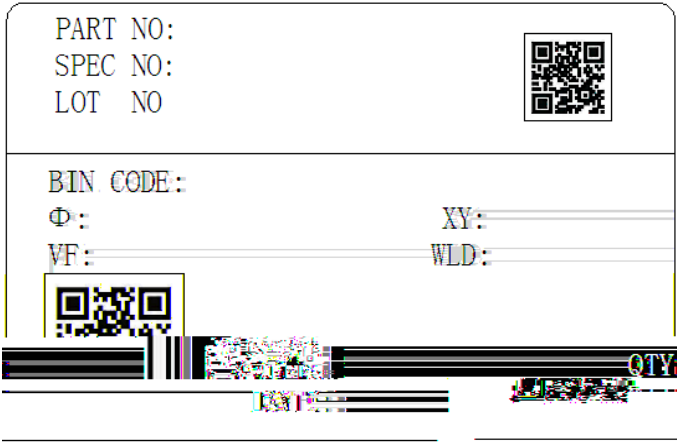 PART NO:
SPEC NO:
LOT NO
BIN CODE:
Φ:
XY:
VF:
WLD:
QTY